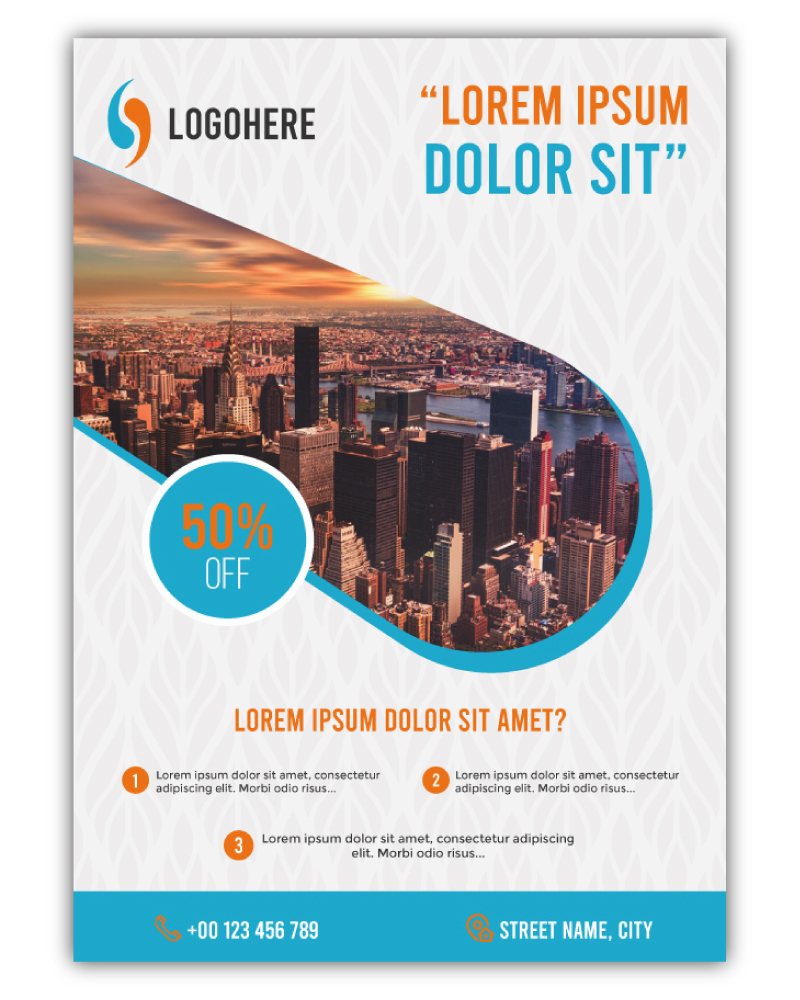 LOGOHERE
“LOREM IPSUM
DOLOR SIT”
50%
OFF
LOREM IPSUM DOLOR SIT AMET?
1 Lorem ipsum dolor sit amet, consectetur
adipiscing elit. Morbi odio risus...
2 Lorem ipsum dolor sit amet, consectetur
adipiscing elit. Morbi odio risus...
3 Lorem ipsum dolor sit amet, consectetur adipiscing
elit. Morbi odio risus...
+00 123 456 789
STREET NAME, CITY